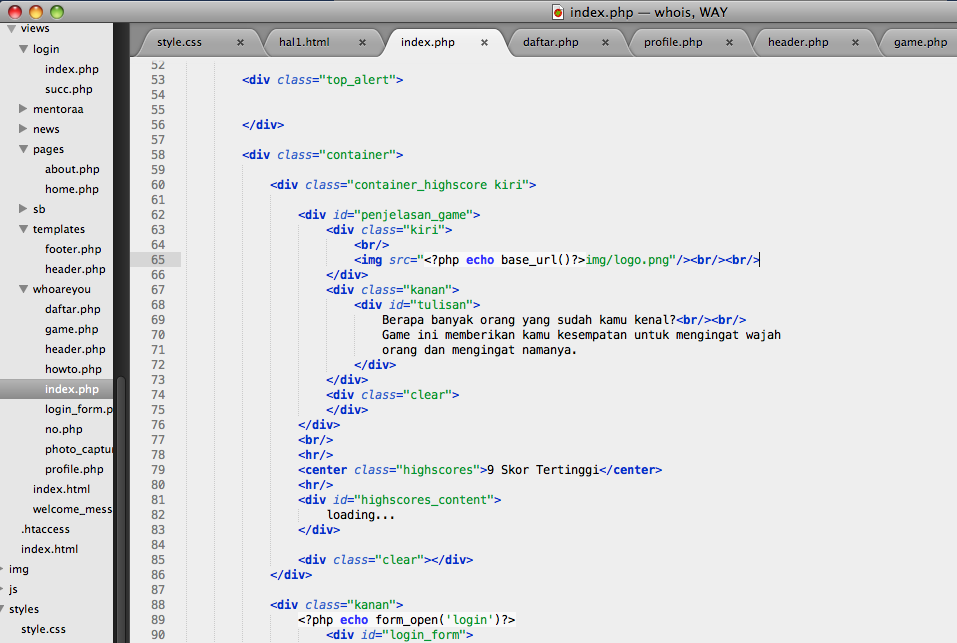 index.php — whois, WAY
style.css × hal1.html × index.php × daftar.php × profile.php × header.php × game.php
views
login
index.php
succ.php
mentoraa
news
pages
about.php
home.php
sb
templates
footer.php
header.php
whoareyou
daftar.php
game.php
header.php
howto.php
index.php
login_form.p
no.php
photo_captu
profile.php
index.html
welcome_mess
.htaccess
index.html
img
js
styles
style.css
52
53 <div class="top_alert">
54
55
56 </div>
57
58 <div class="container">
59
60 <div class="container_highscore kiri">
61
62 <div id="penjelasan_game">
63 <div class="kiri">
64 <br/>
65 <img src="<?php echo base_url()?>img/logo.png"/><br/><br/>
66 </div>
67 <div class="kanan">
68 <div id="tulisan">
69 Berapa banyak orang yang sudah kamu kenal?<br/><br/>
70 Game ini memberikan kamu kesempatan untuk mengingat wajah
71 orang dan mengingat namanya.
72 </div>
73 </div>
74 <div class="clear">
75 </div>
76 </div>
77 <br/>
78 <hr/>
79 <center class="highscores">9 Skor Tertinggi</center>
80 <hr/>
81 <div id="highscores_content">
82 loading...
83 </div>
84
85 <div class="clear"></div>
86 </div>
87
88 <div class="kanan">
89 <?php echo form_open('login')?>
90 <div id="login_form">